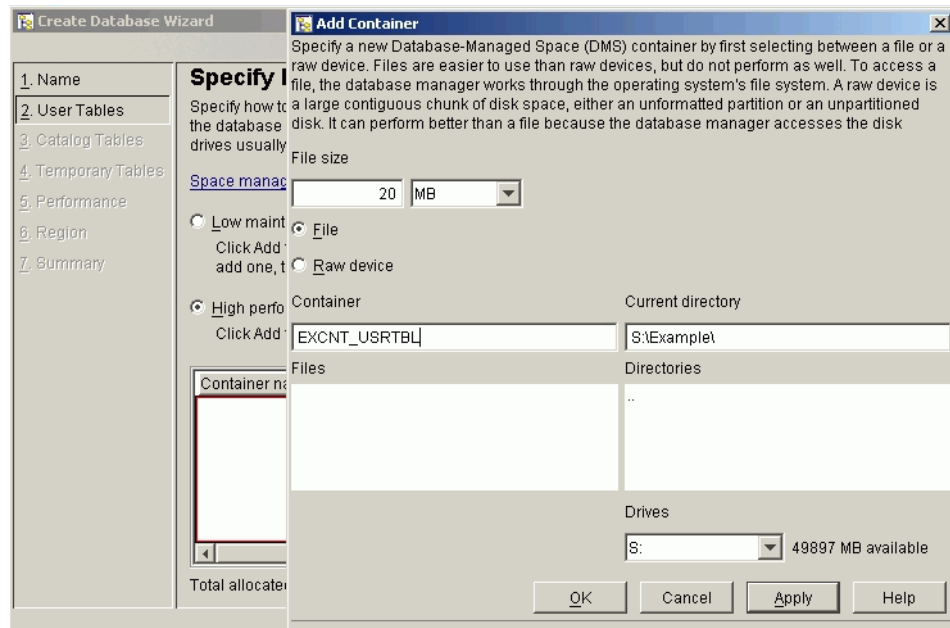 Create Database Wizard
1. Name
2. User Tables
3. Catalog Tables
4. Temporary Tables
5. Performance
6. Region
7. Summary
Specify
Specify how to
the database
drives usually
Space manag
Low maint
Click Add
add one, t
High perfo
Click Add
Container na
Total allocate
Add Container
Specify a new Database-Managed Space (DMS) container by first selecting between a file or a
raw device. Files are easier to use than raw devices, but do not perform as well. To access a
file, the database manager works through the operating system's file system. A raw device is
a large contiguous chunk of disk space, either an unformatted partition or an unpartitioned
disk. It can perform better than a file because the database manager accesses the disk
File size
20 MB
File
Raw device
Container
EXCNT_USRTBL
Current directory
S:\Example\
Files
Directories
..
Drives
S: 49897 MB available
OK Cancel Apply Help